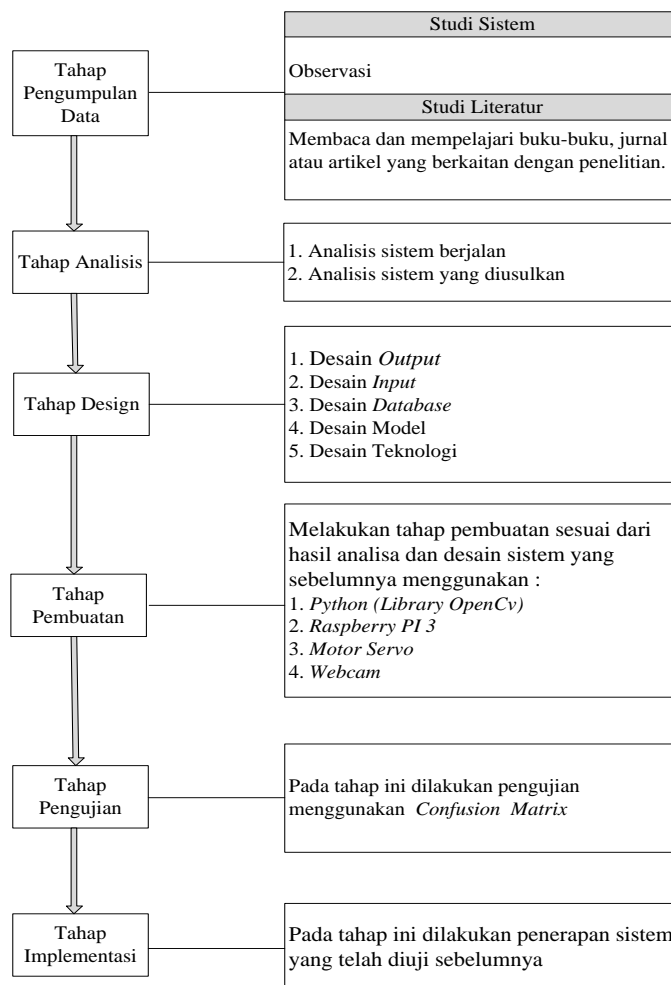 Studi Sistem
Tahap
Pengumpulan
Data
Observasi
Studi Literatur
Membaca dan mempelajari buku-buku, jurnal
atau artikel yang berkaitan dengan penelitian.
Tahap Analisis
1. Analisis sistem berjalan
2. Analisis sistem yang diusulkan
Tahap Design
1. Desain Output
2. Desain Input
3. Desain Database
4. Desain Model
5. Desain Teknologi
Tahap
Pembuatan
Melakukan tahap pembuatan sesuai dari
hasil analisa dan desain sistem yang
sebelumnya menggunakan :
1. Python (Library OpenCv)
2. Raspberry PI 3
3. Motor Servo
4. Webcam
Tahap
Pengujian
Pada tahap ini dilakukan pengujian
menggunakan Confusion Matrix
Tahap
Implementasi
Pada tahap ini dilakukan penerapan sistem
yang telah diuji sebelumnya